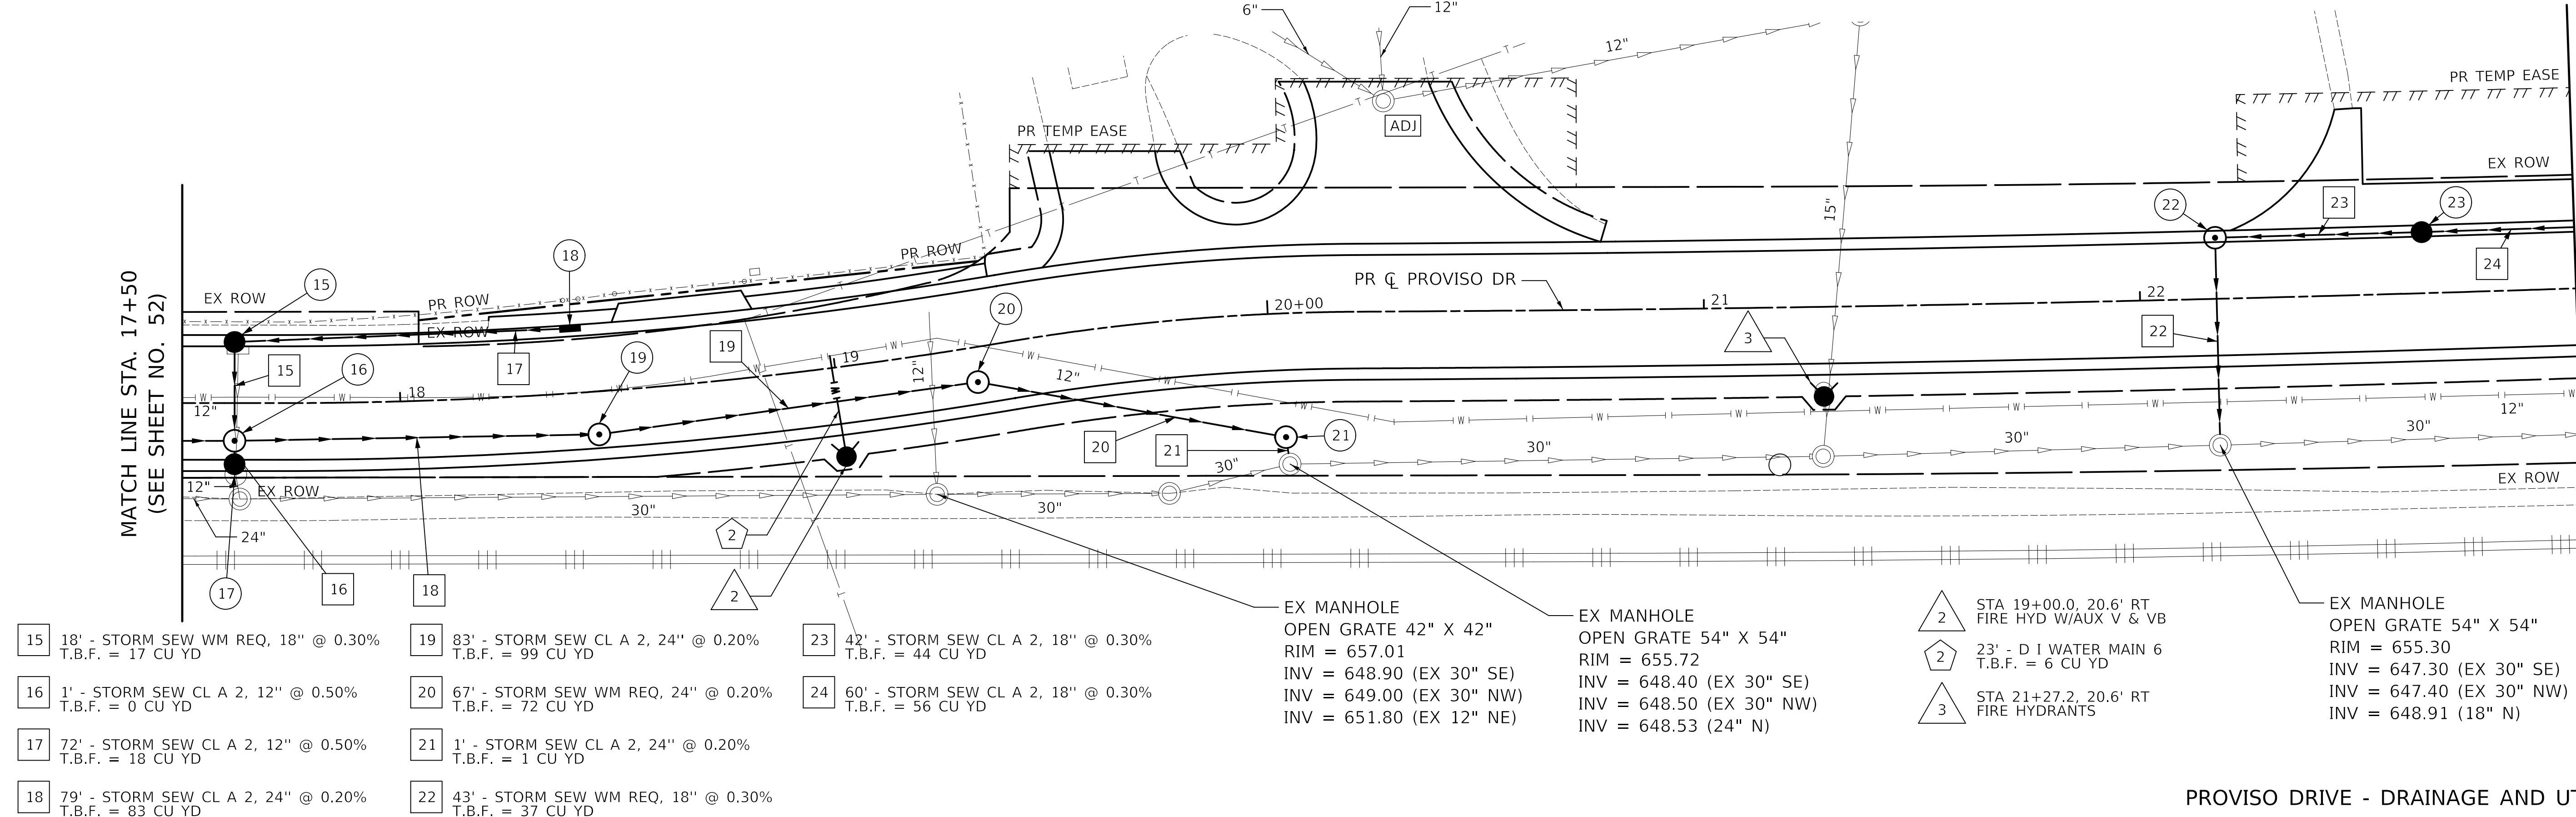 6"
12"
12"
PR TEMP EASE
ADJ
PR TEMP EASE
EX ROW
15"
22
23
23
24
MATCH LINE STA. 17+50
(SEE SHEET NO. 52)
EX ROW
15
18
PR ROW
PR ROW
EX ROW
17
PR ℄ PROVISO DR
20+00
21
22
22
20
19
19
16
15
18
19
12"
12"
12"
3
12"
20
21
21
30"
30"
30"
30"
12"
12"
EX ROW
30"
30"
24"
EX ROW
2
2
17
16
18
15 18' - STORM SEW WM REQ, 18'' @ 0.30%
T.B.F. = 17 CU YD
16 1' - STORM SEW CL A 2, 12'' @ 0.50%
T.B.F. = 0 CU YD
17 72' - STORM SEW CL A 2, 12'' @ 0.50%
T.B.F. = 18 CU YD
18 79' - STORM SEW CL A 2, 24'' @ 0.20%
T.B.F. = 83 CU YD
19 83' - STORM SEW CL A 2, 24'' @ 0.20%
T.B.F. = 99 CU YD
20 67' - STORM SEW WM REQ, 24'' @ 0.20%
T.B.F. = 72 CU YD
21 1' - STORM SEW CL A 2, 24'' @ 0.20%
T.B.F. = 1 CU YD
22 43' - STORM SEW WM REQ, 18'' @ 0.30%
T.B.F. = 37 CU YD
23 42' - STORM SEW CL A 2, 18'' @ 0.30%
T.B.F. = 44 CU YD
24 60' - STORM SEW CL A 2, 18'' @ 0.30%
T.B.F. = 56 CU YD
EX MANHOLE
OPEN GRATE 42" X 42"
RIM = 657.01
INV = 648.90 (EX 30" SE)
INV = 649.00 (EX 30" NW)
INV = 651.80 (EX 12" NE)
EX MANHOLE
OPEN GRATE 54" X 54"
RIM = 655.72
INV = 648.40 (EX 30" SE)
INV = 648.50 (EX 30" NW)
INV = 648.53 (24" N)
2 STA 19+00.0, 20.6' RT
FIRE HYD W/AUX V & VB
2 23' - D I WATER MAIN 6
T.B.F. = 6 CU YD
3 STA 21+27.2, 20.6' RT
FIRE HYDRANTS
EX MANHOLE
OPEN GRATE 54" X 54"
RIM = 655.30
INV = 647.30 (EX 30" SE)
INV = 647.40 (EX 30" NW)
INV = 648.91 (18" N)
PROVISO DRIVE - DRAINAGE AND UT